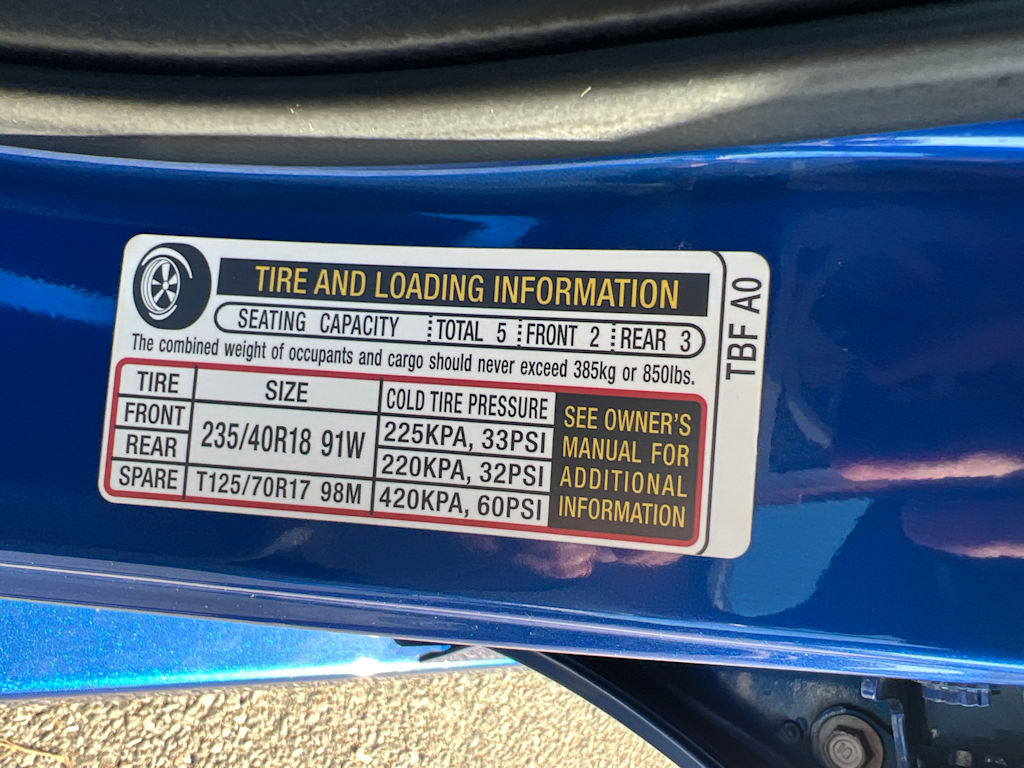 TIRE AND LOADING INFORMATION
SEATING CAPACITY TOTAL 5 FRONT 2 REAR 3
The combined weight of occupants and cargo should never exceed 385kg or 850lbs.
TIRE SIZE COLD TIRE PRESSURE
FRONT 235/40R18 91W 225KPA, 33PSI
REAR 220KPA, 32PSI
SPARE T125/70R17 98M 420KPA, 60PSI
SEE OWNER'S
MANUAL FOR
ADDITIONAL
INFORMATION
TBF A0